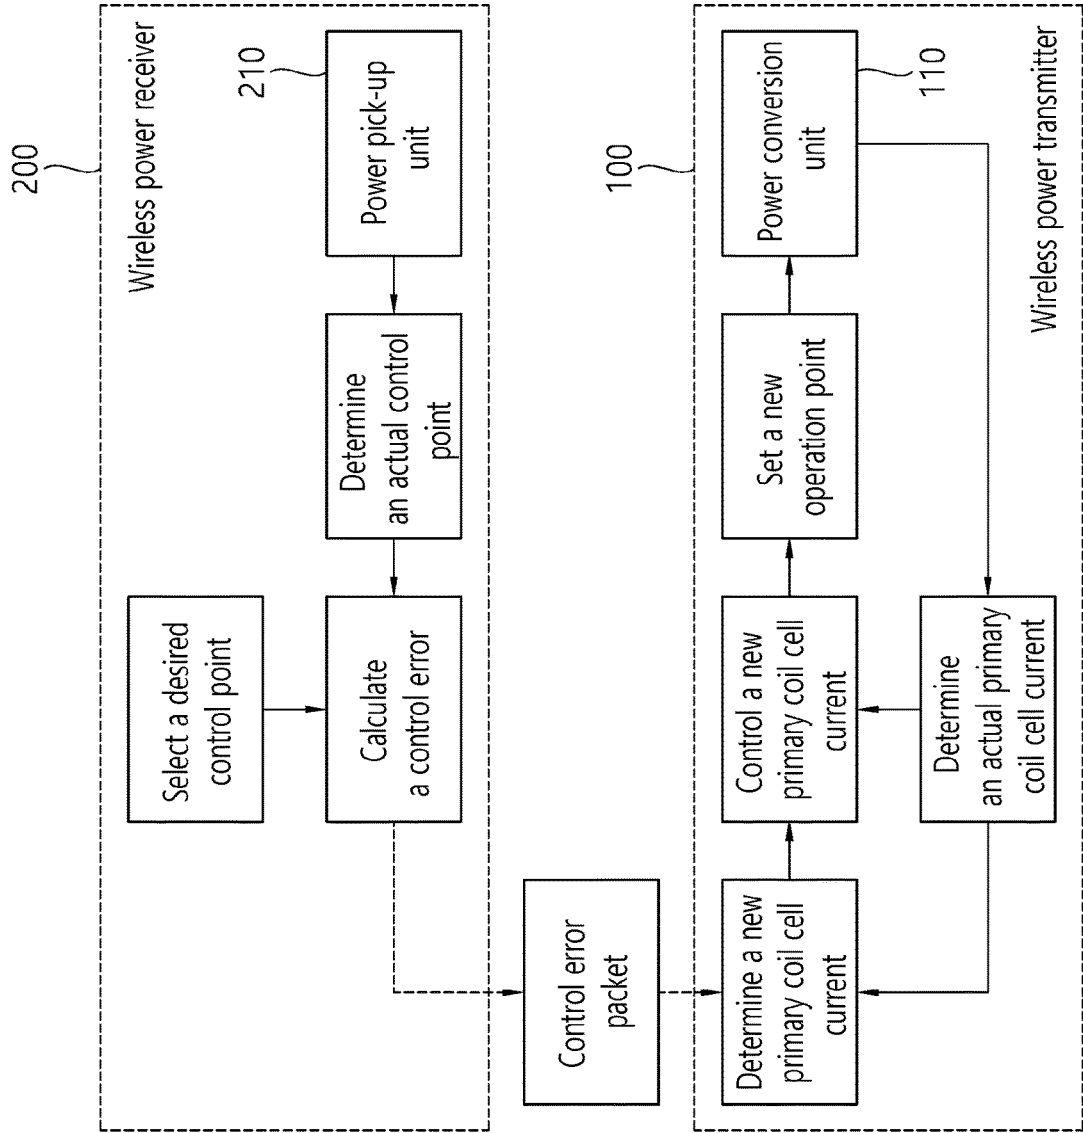 200
Wireless power receiver
210
Power pick-up
unit
Determine
an actual control
point
Select a desired
control point
Calculate
a control error
Control error
packet
100
Power conversion
unit
110
Set a new
operation point
Control a new
primary coil cell
current
Determine a new
primary coil cell
current
Determine
an actual primary
coil cell current
Wireless power transmitter